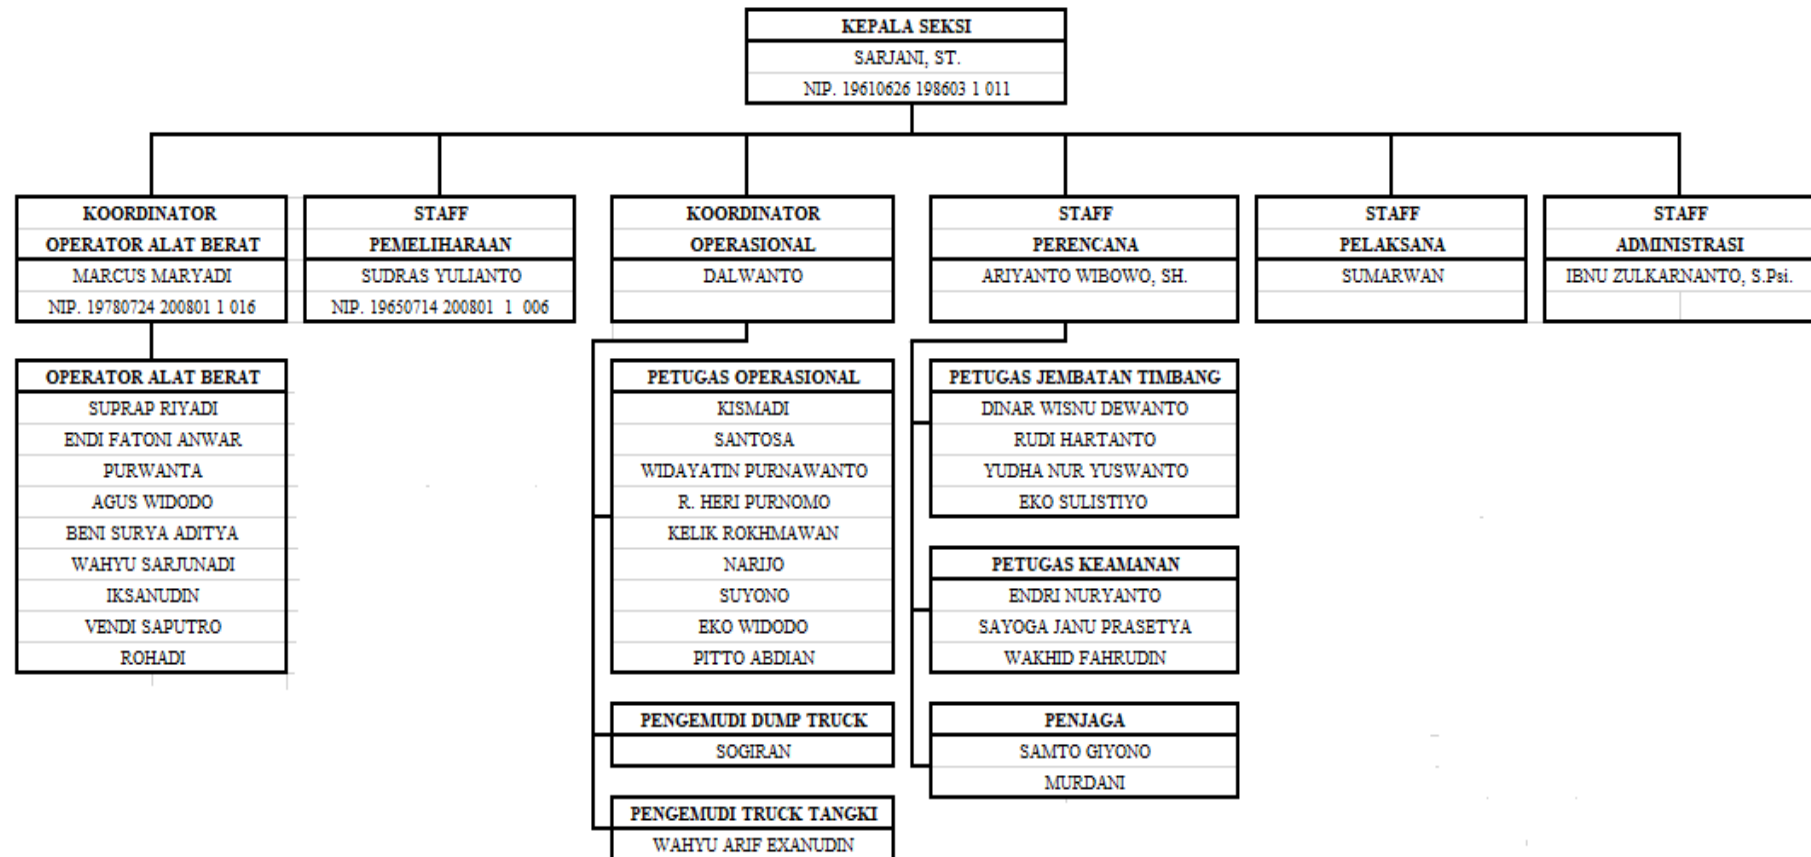 KEPALA SEKSI
SARJANI, ST.
NIP. 19610626 198603 1 011
KOORDINATOR
OPERATOR ALAT BERAT
MARCUS MARYADI
NIP. 19780724 200801 1 016
STAFF
PEMELIHARAAN
SUDRAS YULIANTO
NIP. 19650714 200801 1 006
KOORDINATOR
OPERASIONAL
DALWANTO
STAFF
PERENCANA
ARIYANTO WIBOWO, SH.
STAFF
PELAKSANA
SUMARWAN
STAFF
ADMINISTRASI
IBNU ZULKARNANTO, S.Psi.
OPERATOR ALAT BERAT
SUPRAP RIYADI
ENDI FATONI ANWAR
PURWANTA
AGUS WIDODO
BENI SURYA ADITYA
WAHYU SARJUNADI
IKSANUDIN
VENDI SAPUTRO
ROHADI
PETUGAS OPERASIONAL
KISMADI
SANTOSA
WIDAYATIN PURNAWANTO
R. HERI PURNOMO
KELIK ROKHMAWAN
NARIJO
SUYONO
EKO WIDODO
PITTO ABDIAN
PENGEMUDI DUMP TRUCK
SOGIRAN
PENGEMUDI TRUCK TANGKI
WAHYU ARIF EXANUDIN
PETUGAS JEMBATAN TIMBANG
DINAR WISNU DEWANTO
RUDI HARTANTO
YUDHA NUR YUSWANTO
EKO SULISTIYO
PETUGAS KEAMANAN
ENDRI NURYANTO
SAYOGA JANU PRASETYA
WAKHID FAHRUDIN
PENJAGA
SAMTO GIYONO
MURDANI